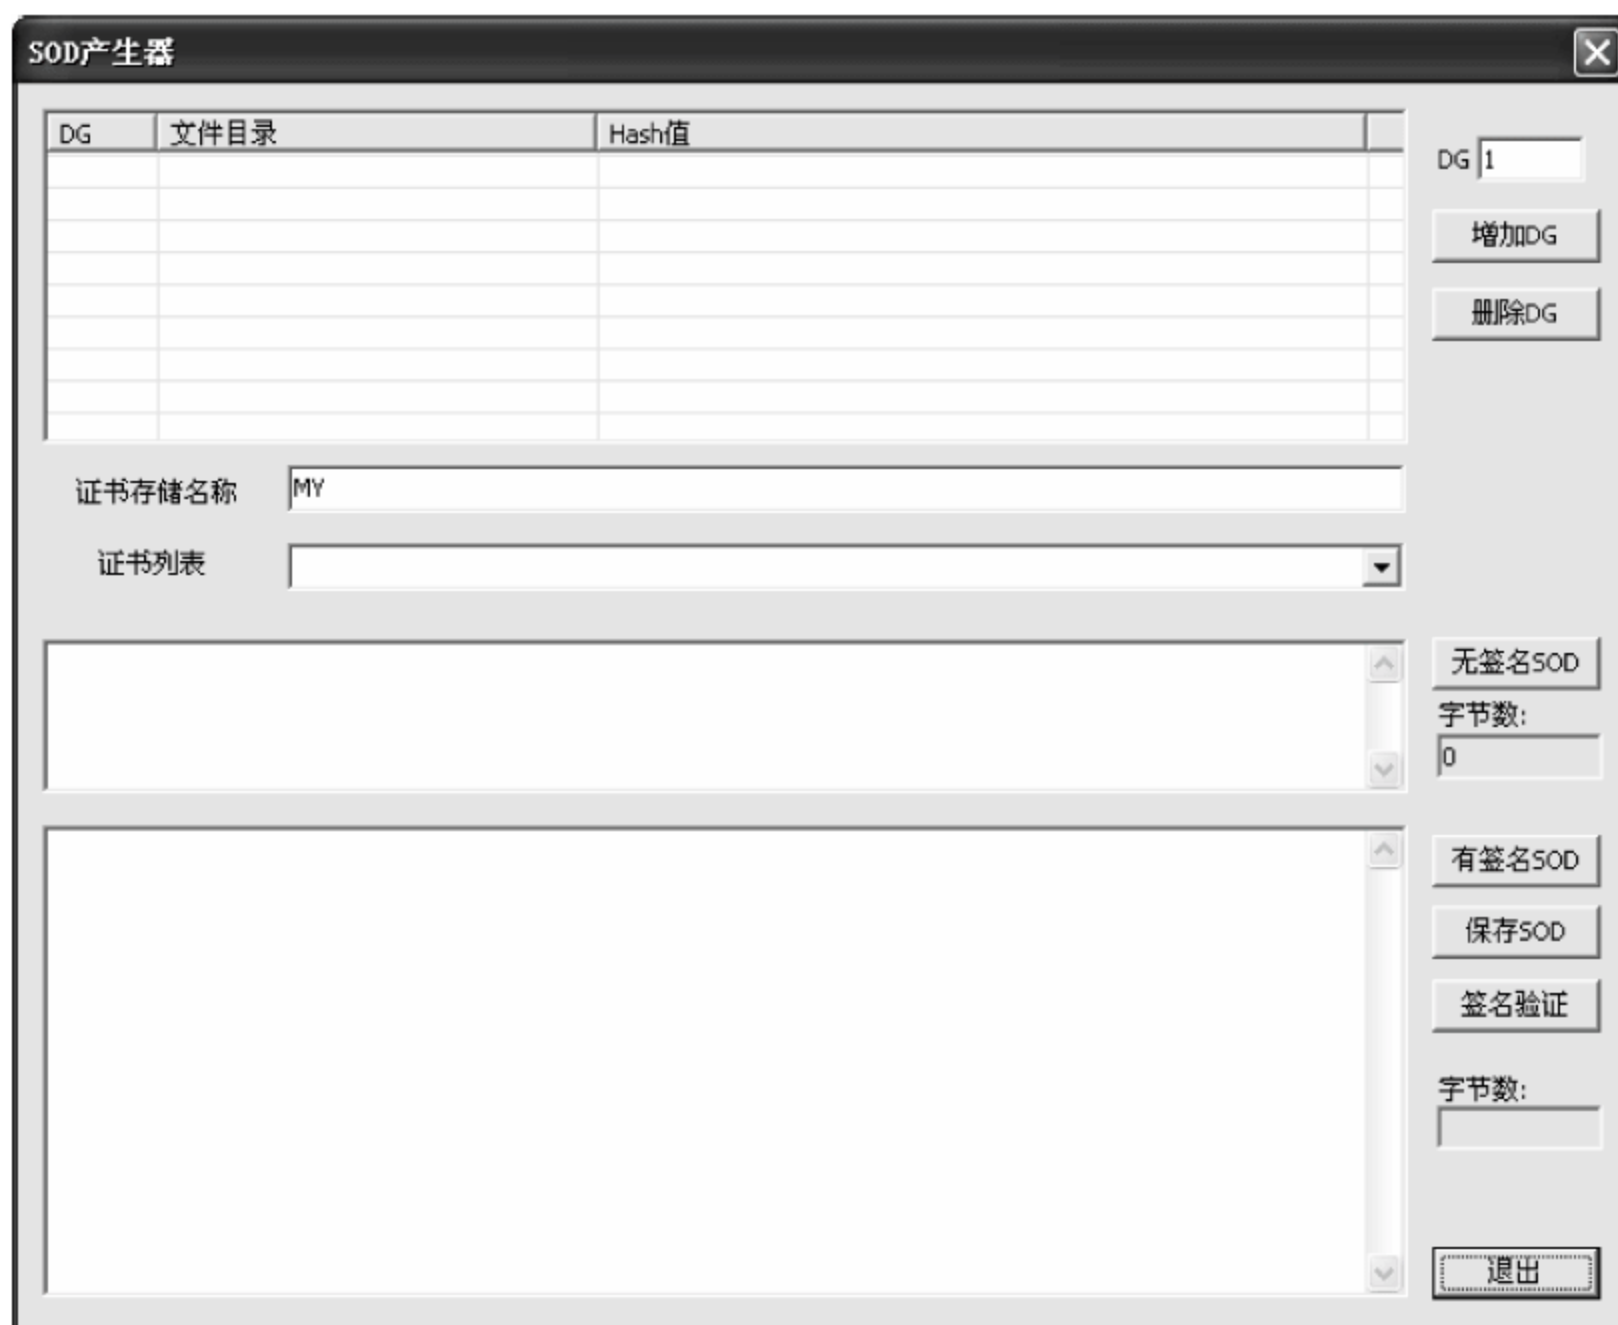 SOD产生器
DG 文件目录 Hash值
DG 1
增加DG
删除DG
证书存储名称 MY
证书列表
无签名SOD
字节数:
0
有签名SOD
保存SOD
签名验证
字节数:
退出